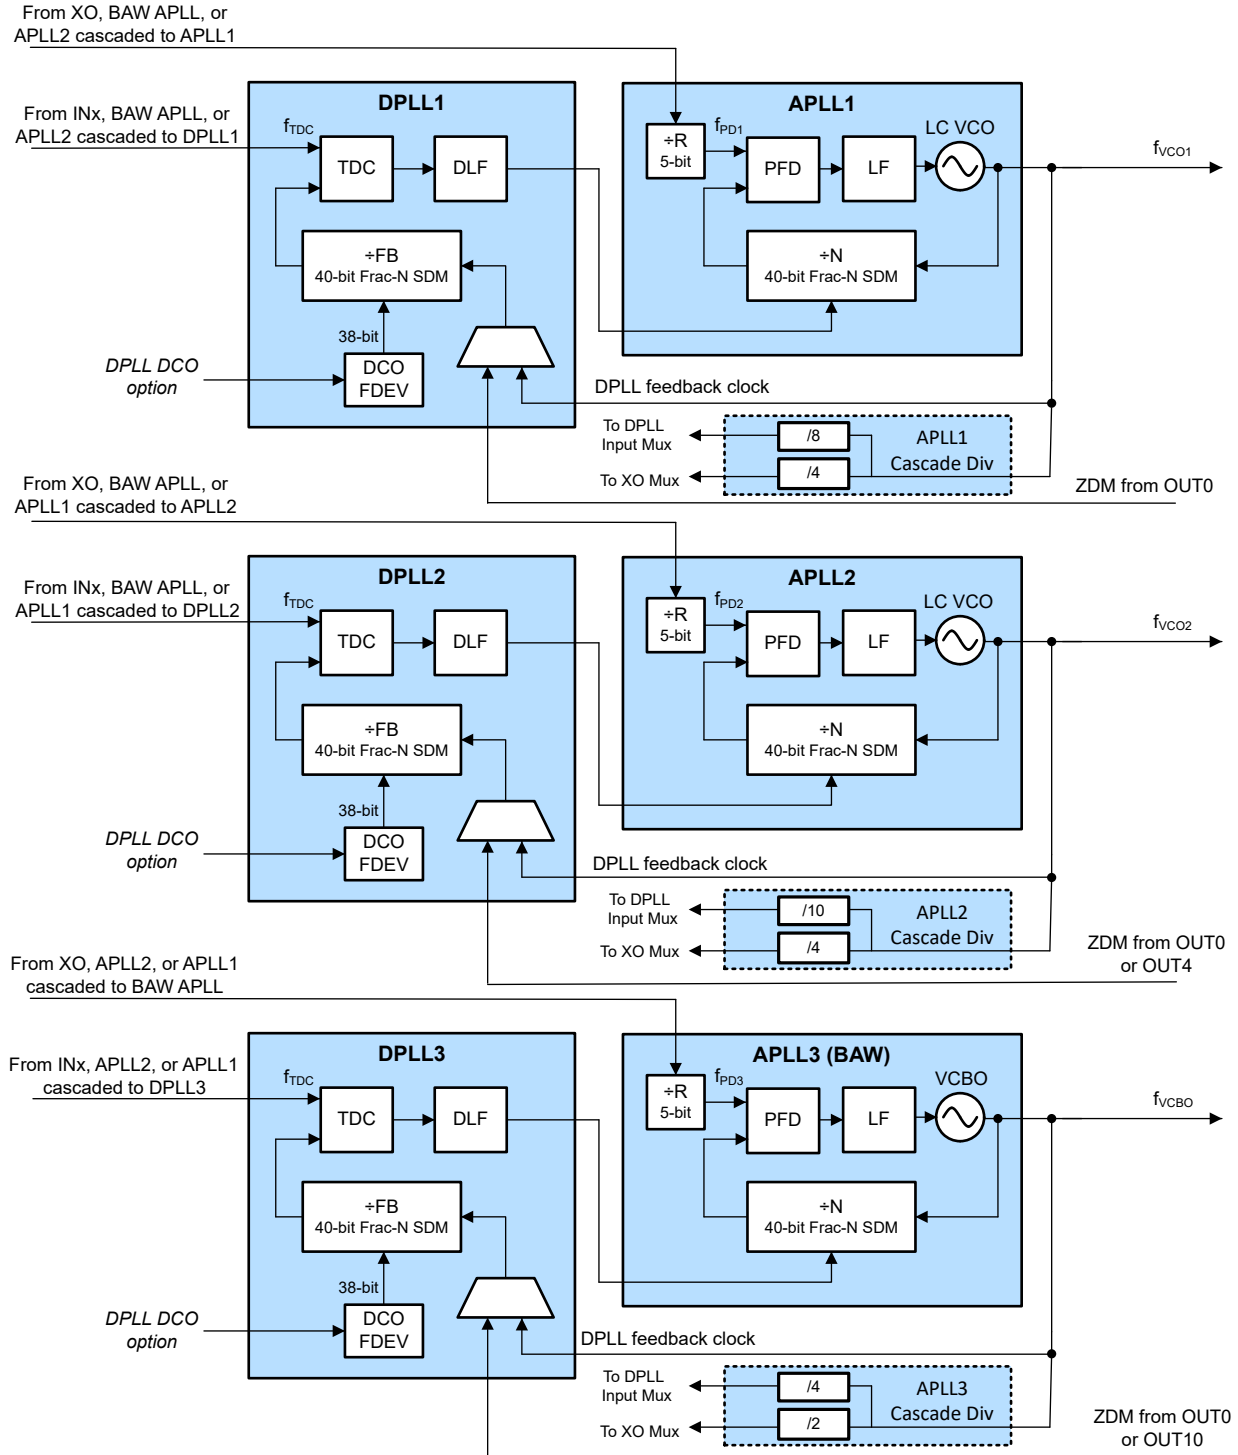 From XO, BAW APLL, or
APLL2 cascaded to APLL1
DPLL1
APLL1
From INx, BAW APLL, or
APLL2 cascaded to DPLL1
fTDC
TDC
DLF
÷R
5-bit
fPD1
PFD
LF
LC VCO
fVCO1
÷FB
40-bit Frac-N SDM
÷N
40-bit Frac-N SDM
38-bit
DPLL DCO
option
DCO
FDEV
DPLL feedback clock
To DPLL
Input Mux
/8
APLL1
Cascade Div
To XO Mux
/4
ZDM from OUT0
From XO, BAW APLL, or
APLL1 cascaded to APLL2
DPLL2
APLL2
From INx, BAW APLL, or
APLL1 cascaded to DPLL2
fTDC
TDC
DLF
÷R
5-bit
fPD2
PFD
LF
LC VCO
fVCO2
÷FB
40-bit Frac-N SDM
÷N
40-bit Frac-N SDM
38-bit
DPLL DCO
option
DCO
FDEV
DPLL feedback clock
To DPLL
Input Mux
/10
APLL2
Cascade Div
To XO Mux
/4
ZDM from OUT0
or OUT4
From XO, APLL2, or APLL1
cascaded to BAW APLL
DPLL3
APLL3 (BAW)
From INx, APLL2, or APLL1
cascaded to DPLL3
fTDC
TDC
DLF
÷R
5-bit
fPD3
PFD
LF
VCBO
fVCBO
÷FB
40-bit Frac-N SDM
÷N
40-bit Frac-N SDM
38-bit
DPLL DCO
option
DCO
FDEV
DPLL feedback clock
To DPLL
Input Mux
/4
APLL3
Cascade Div
To XO Mux
/2
ZDM from OUT0
or OUT10